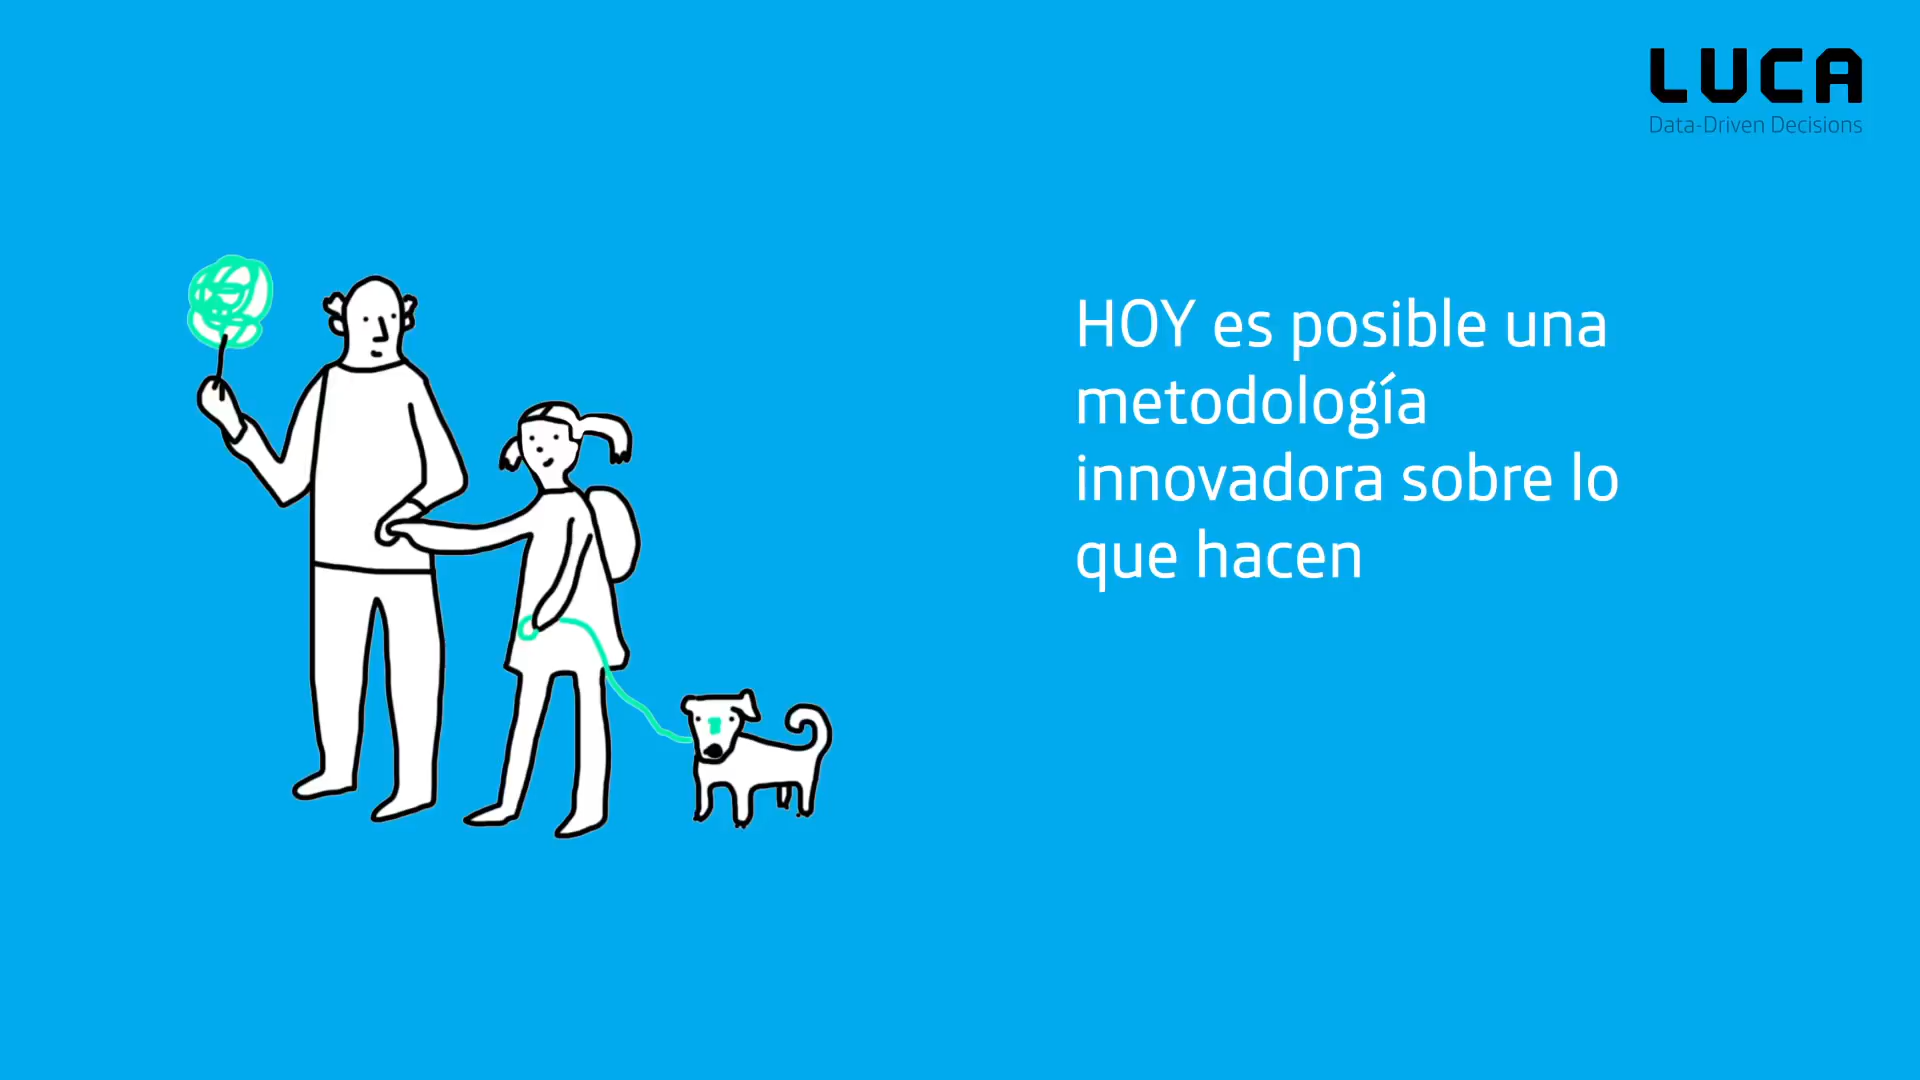 LUCA
Data-Driven Decisions
HOY es posible una
metodología
innovadora sobre lo
que hacen